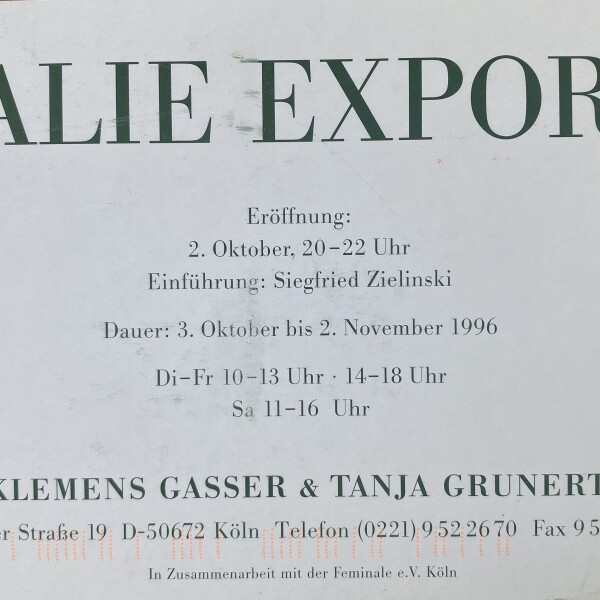 ALIE EXPOR
Eröffnung:
2. Oktober, 20–22 Uhr
Einführung: Siegfried Zielinski
Dauer: 3. Oktober bis 2. November 1996
Di–Fr 10–13 Uhr · 14–18 Uhr
Sa 11–16 Uhr
KLEMENS GASSER & TANJA GRUNERT
er Straße 19 D-50672 Köln Telefon (0221) 9 52 26 70 Fax 9 5
In Zusammenarbeit mit der Feminale e.V. Köln